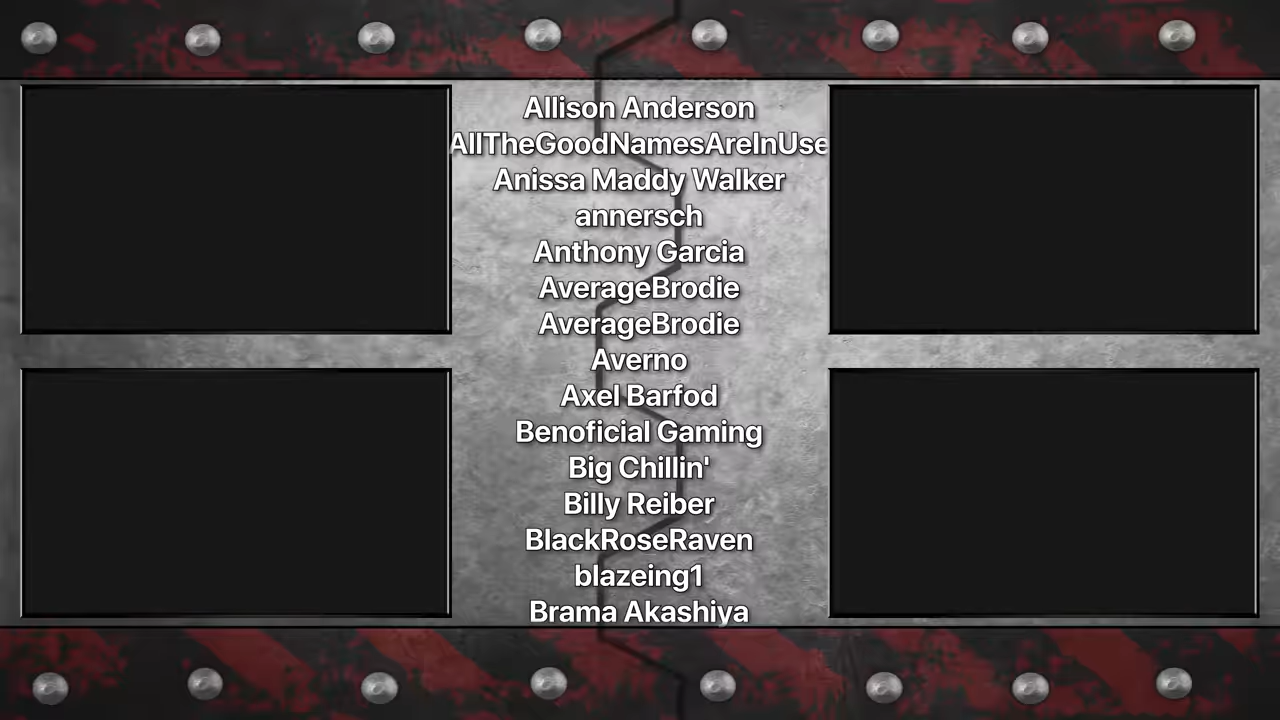 Allison Anderson
AllTheGoodNamesAreInUse
Anissa Maddy Walker
annersch
Anthony Garcia
AverageBrodie
AverageBrodie
Averno
Axel Barfod
Benoficial Gaming
Big Chillin'
Billy Reiber
BlackRoseRaven
blazeing1
Brama Akashiya